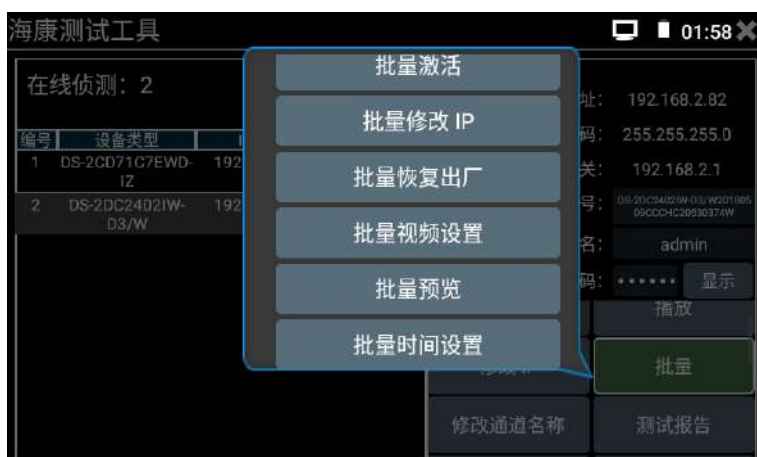 海康测试工具
01:58
在线侦测：2
批量激活
批量修改 IP
批量恢复出厂
批量视频设置
批量预览
批量时间设置
编号
设备类型
1
DS-2CD71C7EWD-
IZ
192
2
DS-2DC2402IW-
D3/W
192
址：
192.168.2.82
码：
255.255.255.0
关：
192.168.2.1
号：
名：
admin
码：
••••••
显示
播放
批量
修改通道名称
测试报告